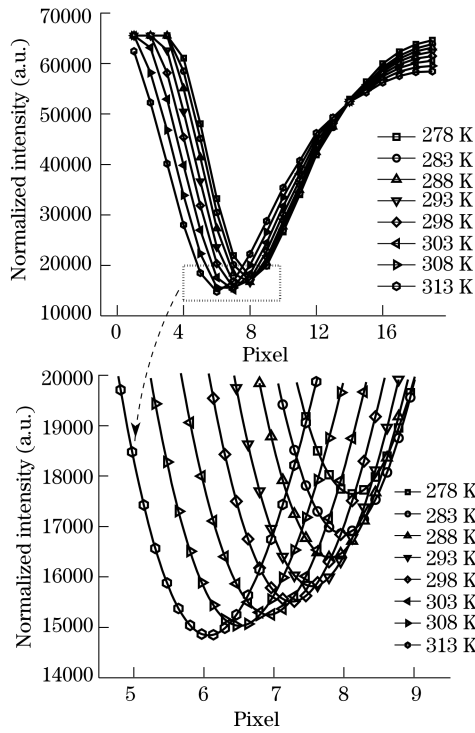 70000
60000
50000
40000
30000
20000
10000
Normalized intensity (a.u.)
278 K
283 K
288 K
293 K
298 K
303 K
308 K
313 K
0 4 8 12 16
Pixel
20000
19000
18000
17000
16000
15000
14000
Normalized intensity (a.u.)
278 K
283 K
288 K
293 K
298 K
303 K
308 K
313 K
5 6 7 8 9
Pixel